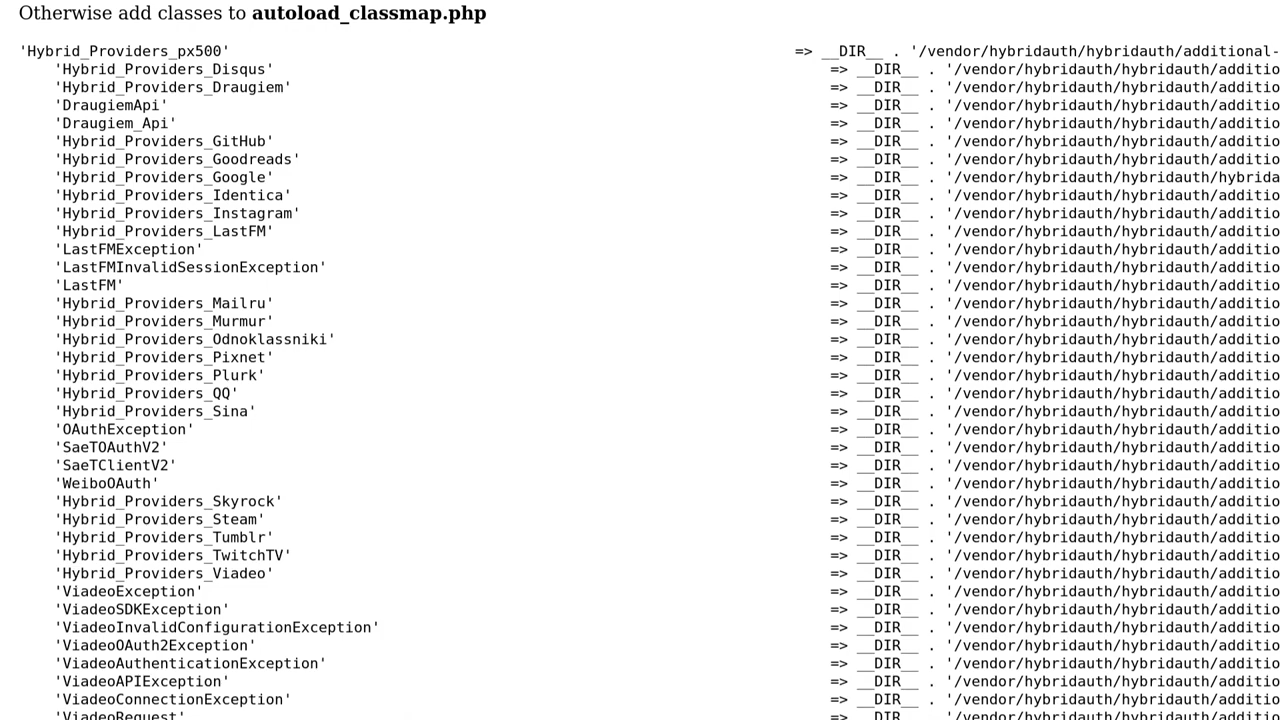 Otherwise add classes to autoload_classmap.php
'Hybrid_Providers_px500' => __DIR__ . '/vendor/hybridauth/hybridauth/additional-
'Hybrid_Providers_Disqus' => __DIR__ . '/vendor/hybridauth/hybridauth/additio
'Hybrid_Providers_Draugiem' => __DIR__ . '/vendor/hybridauth/hybridauth/additio
'DraugiemApi' => __DIR__ . '/vendor/hybridauth/hybridauth/additio
'Draugiem_Api' => __DIR__ . '/vendor/hybridauth/hybridauth/additio
'Hybrid_Providers_GitHub' => __DIR__ . '/vendor/hybridauth/hybridauth/additio
'Hybrid_Providers_Goodreads' => __DIR__ . '/vendor/hybridauth/hybridauth/additio
'Hybrid_Providers_Google' => __DIR__ . '/vendor/hybridauth/hybridauth/hybrida
'Hybrid_Providers_Identica' => __DIR__ . '/vendor/hybridauth/hybridauth/additio
'Hybrid_Providers_Instagram' => __DIR__ . '/vendor/hybridauth/hybridauth/additio
'Hybrid_Providers_LastFM' => __DIR__ . '/vendor/hybridauth/hybridauth/additio
'LastFMException' => __DIR__ . '/vendor/hybridauth/hybridauth/additio
'LastFMInvalidSessionException' => __DIR__ . '/vendor/hybridauth/hybridauth/additio
'LastFM' => __DIR__ . '/vendor/hybridauth/hybridauth/additio
'Hybrid_Providers_Mailru' => __DIR__ . '/vendor/hybridauth/hybridauth/additio
'Hybrid_Providers_Murmur' => __DIR__ . '/vendor/hybridauth/hybridauth/additio
'Hybrid_Providers_Odnoklassniki' => __DIR__ . '/vendor/hybridauth/hybridauth/additio
'Hybrid_Providers_Pixnet' => __DIR__ . '/vendor/hybridauth/hybridauth/additio
'Hybrid_Providers_Plurk' => __DIR__ . '/vendor/hybridauth/hybridauth/additio
'Hybrid_Providers_QQ' => __DIR__ . '/vendor/hybridauth/hybridauth/additio
'Hybrid_Providers_Sina' => __DIR__ . '/vendor/hybridauth/hybridauth/additio
'OAuthException' => __DIR__ . '/vendor/hybridauth/hybridauth/additio
'SaeTOAuthV2' => __DIR__ . '/vendor/hybridauth/hybridauth/additio
'SaeTClientV2' => __DIR__ . '/vendor/hybridauth/hybridauth/additio
'WeiboOAuth' => __DIR__ . '/vendor/hybridauth/hybridauth/additio
'Hybrid_Providers_Skyrock' => __DIR__ . '/vendor/hybridauth/hybridauth/additio
'Hybrid_Providers_Steam' => __DIR__ . '/vendor/hybridauth/hybridauth/additio
'Hybrid_Providers_Tumblr' => __DIR__ . '/vendor/hybridauth/hybridauth/additio
'Hybrid_Providers_TwitchTV' => __DIR__ . '/vendor/hybridauth/hybridauth/additio
'Hybrid_Providers_Viadeo' => __DIR__ . '/vendor/hybridauth/hybridauth/additio
'ViadeoException' => __DIR__ . '/vendor/hybridauth/hybridauth/additio
'ViadeoSDKException' => __DIR__ . '/vendor/hybridauth/hybridauth/additio
'ViadeoInvalidConfigurationException' => __DIR__ . '/vendor/hybridauth/hybridauth/additio
'ViadeoOAuth2Exception' => __DIR__ . '/vendor/hybridauth/hybridauth/additio
'ViadeoAuthenticationException' => __DIR__ . '/vendor/hybridauth/hybridauth/additio
'ViadeoAPIException' => __DIR__ . '/vendor/hybridauth/hybridauth/additio
'ViadeoConnectionException' => __DIR__ . '/vendor/hybridauth/hybridauth/additio
'ViadeoRequest' => __DIR__ . '/vendor/hybridauth/hybridauth/additio